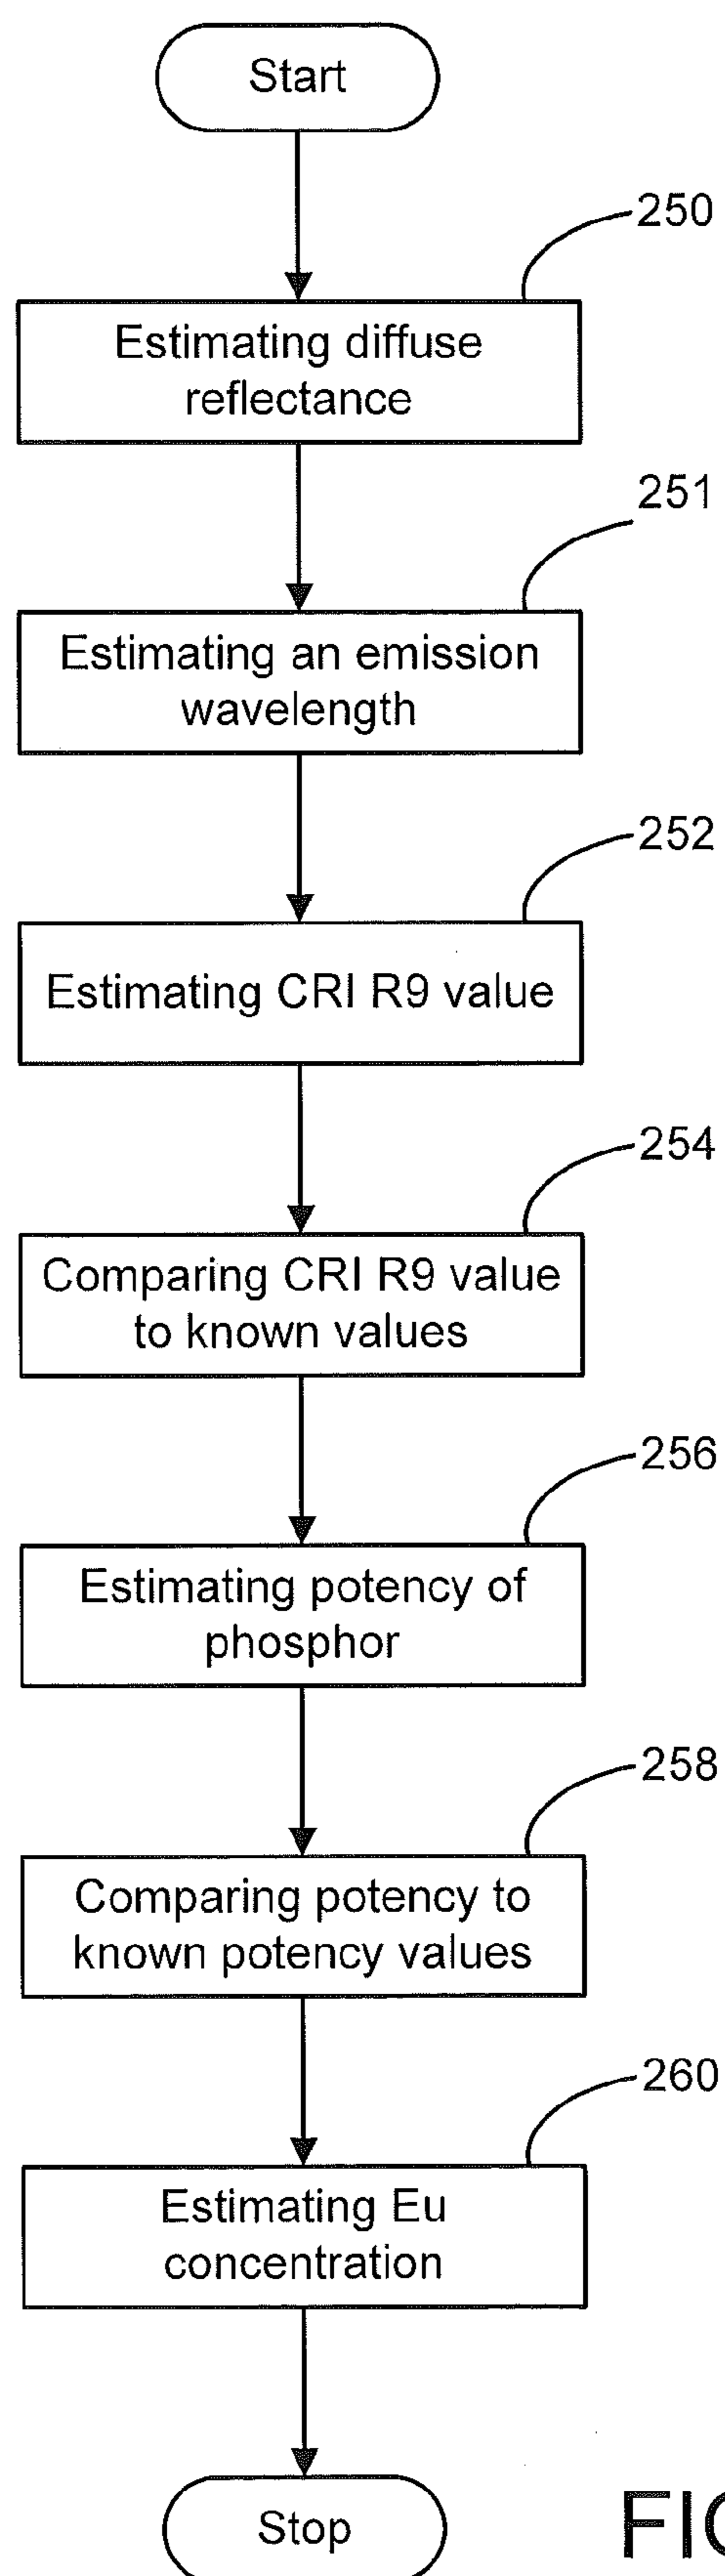 Start
250
Estimating diffuse
reflectance
251
Estimating an emission
wavelength
252
Estimating CRI R9 value
254
Comparing CRI R9 value
to known values
256
Estimating potency of
phosphor
258
Comparing potency to
known potency values
260
Estimating Eu
concentration
Stop